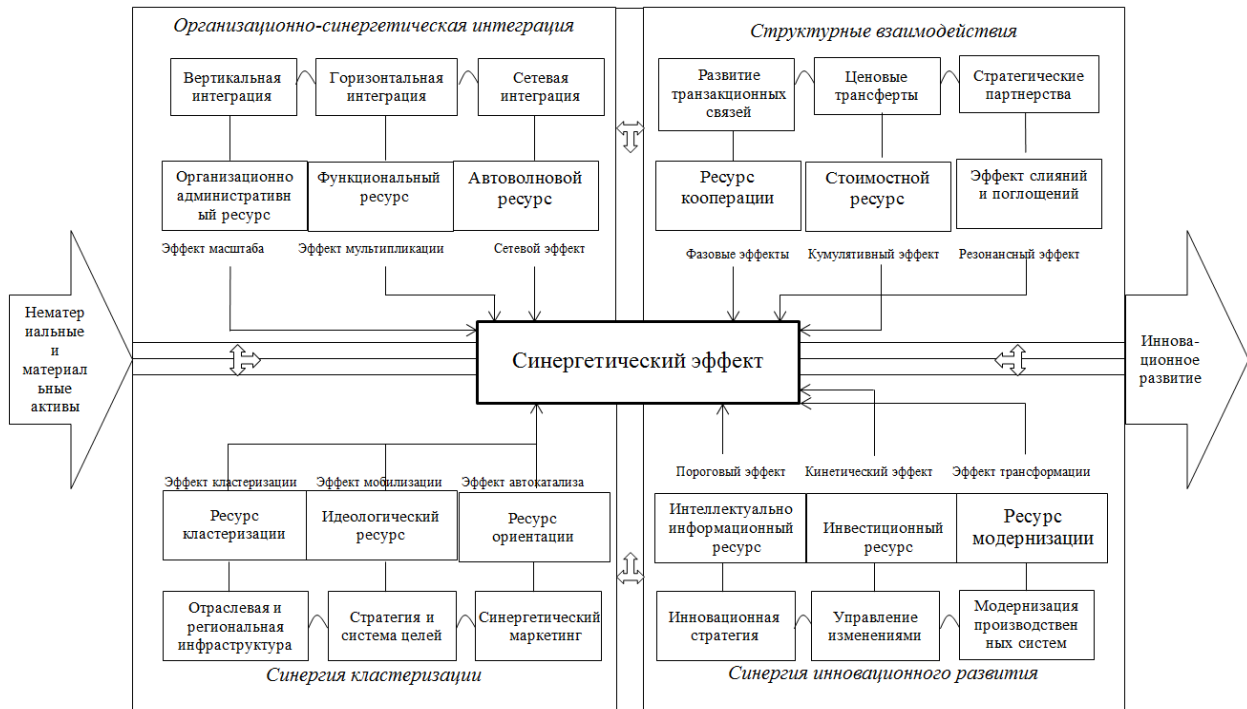 Организационно-синергетическая интеграция
Вертикальная
интеграция
Горизонтальная
интеграция
Сетевая
интеграция
Организационно
административ
ный ресурс
Функциональный
ресурс
Автоволновой
ресурс
Эффект масштаба
Эффект мультипликации
Сетевой эффект
Структурные взаимодействия
Развитие
транзакционных
связей
Ценовые
трансферты
Стратегические
партнерства
Ресурс
кооперации
Стоимостной
ресурс
Эффект слияний
и поглощений
Фазовые эффекты
Кумулятивный эффект
Резонансный эффект
Нематер
иальные
и
материал
ьные
активы
Синергетический эффект
Иннова-
ционное
развитие
Эффект кластеризации
Эффект мобилизации
Эффект автокатализа
Ресурс
кластеризации
Идеологический
ресурс
Ресурс
ориентации
Отраслевая и
региональная
инфраструктура
Стратегия и
система целей
Синергетический
маркетинг
Синергия кластеризации
Пороговый эффект
Кинетический эффект
Эффект трансформации
Интеллектуально
информационный
ресурс
Инвестиционный
ресурс
Ресурс
модернизации
Инновационная
стратегия
Управление
изменениями
Модернизация
производствен
ных систем
Синергия инновационного развития